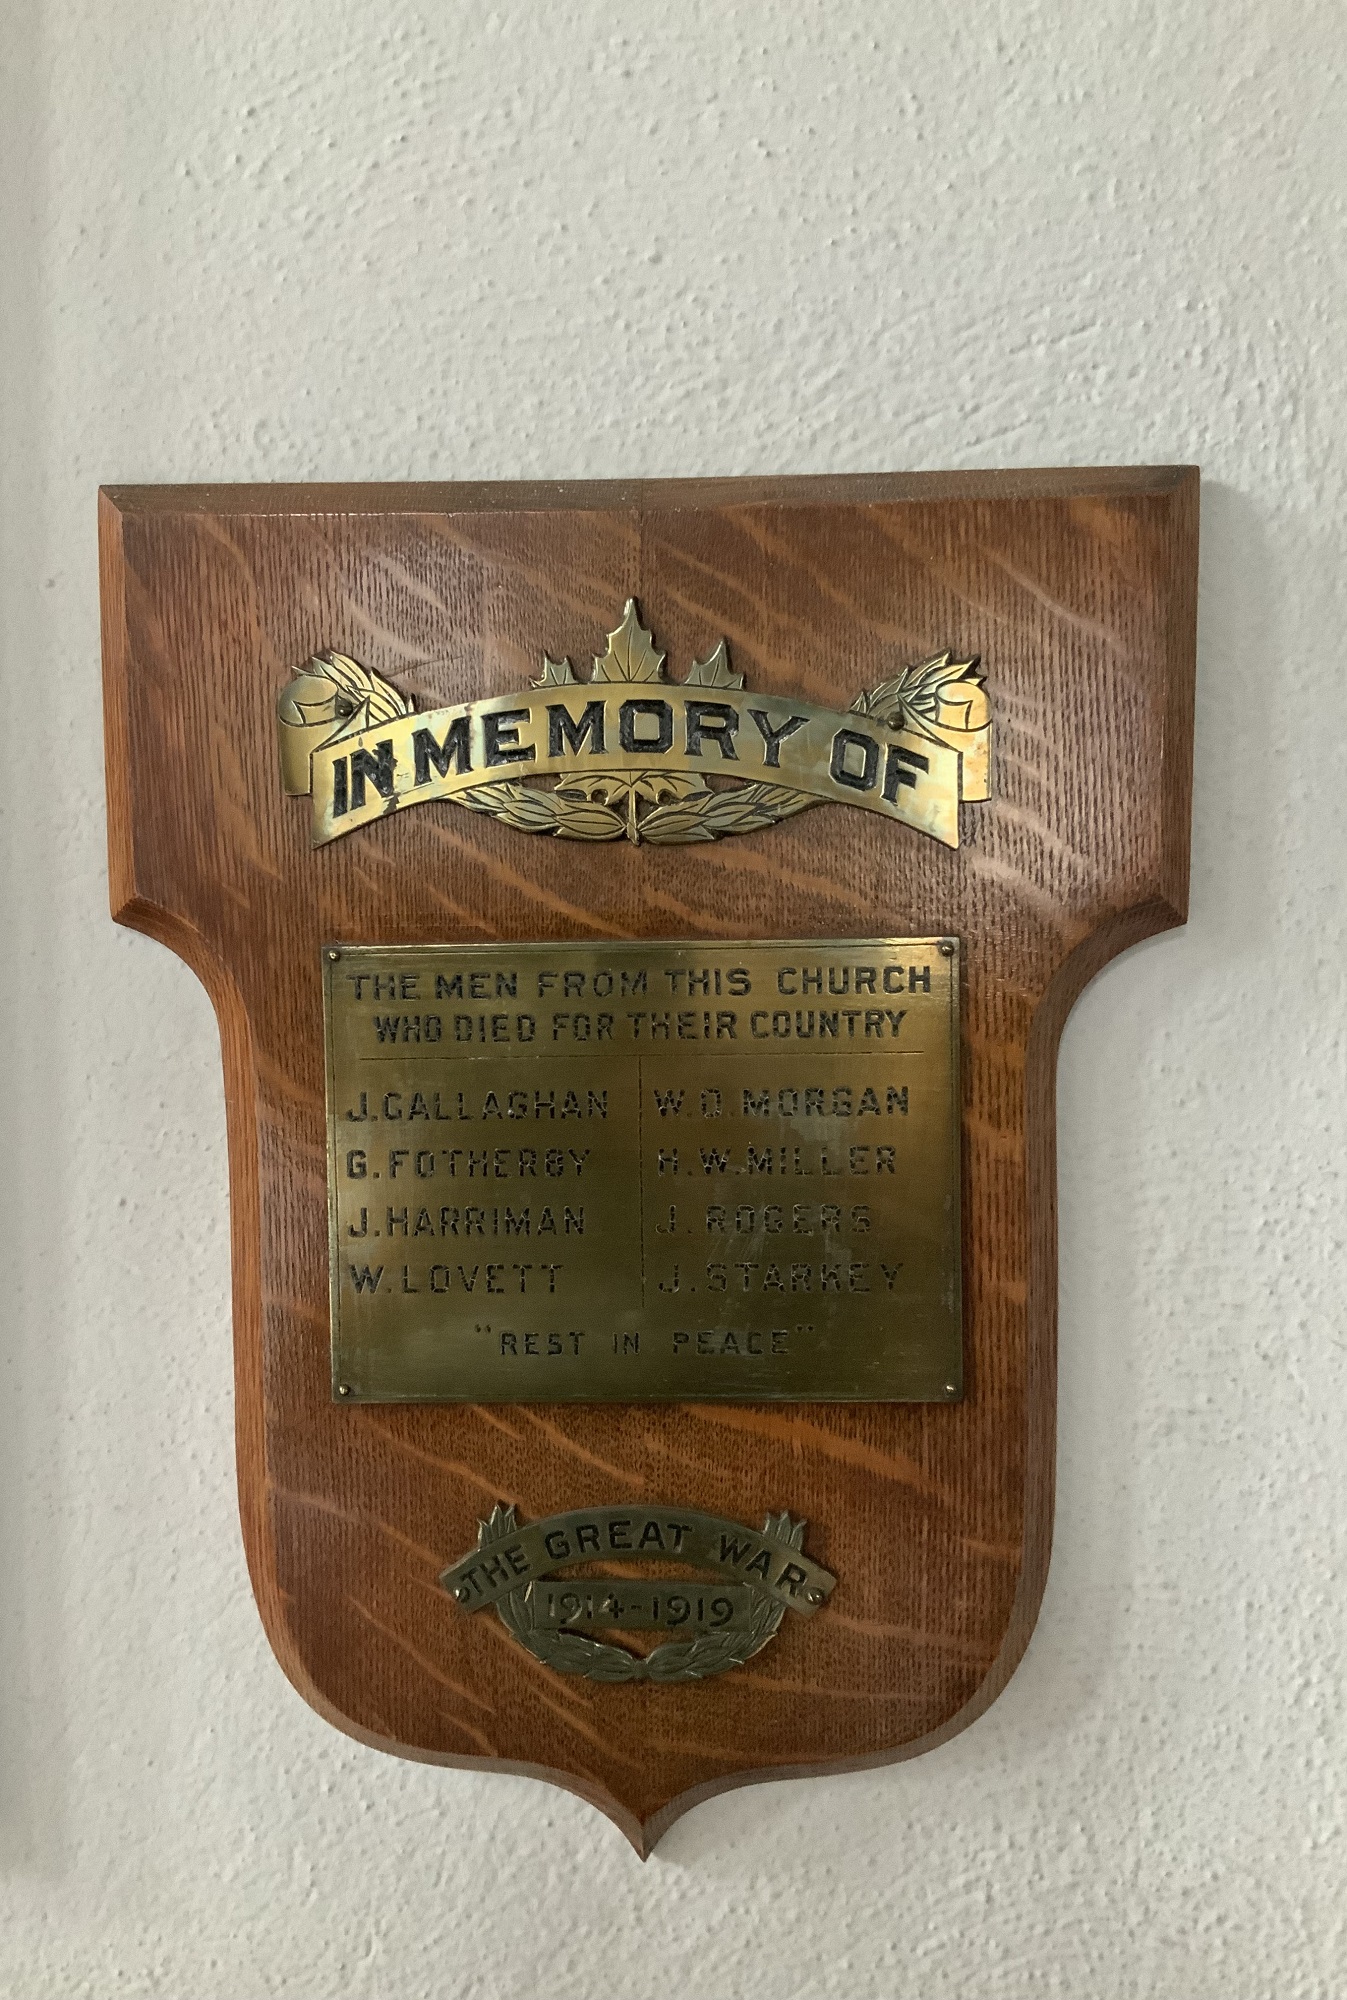 IN MEMORY OF
THE MEN FROM THIS CHURCH
WHO DIED FOR THEIR COUNTRY
J. CALLAGHAN
G. FOTHERBY
J. HARRIMAN
W. LOVETT
W. O. MORGAN
H. W. MILLER
J. ROGERS
J. STARKEY
"REST IN PEACE"
THE GREAT WAR
1914-1919